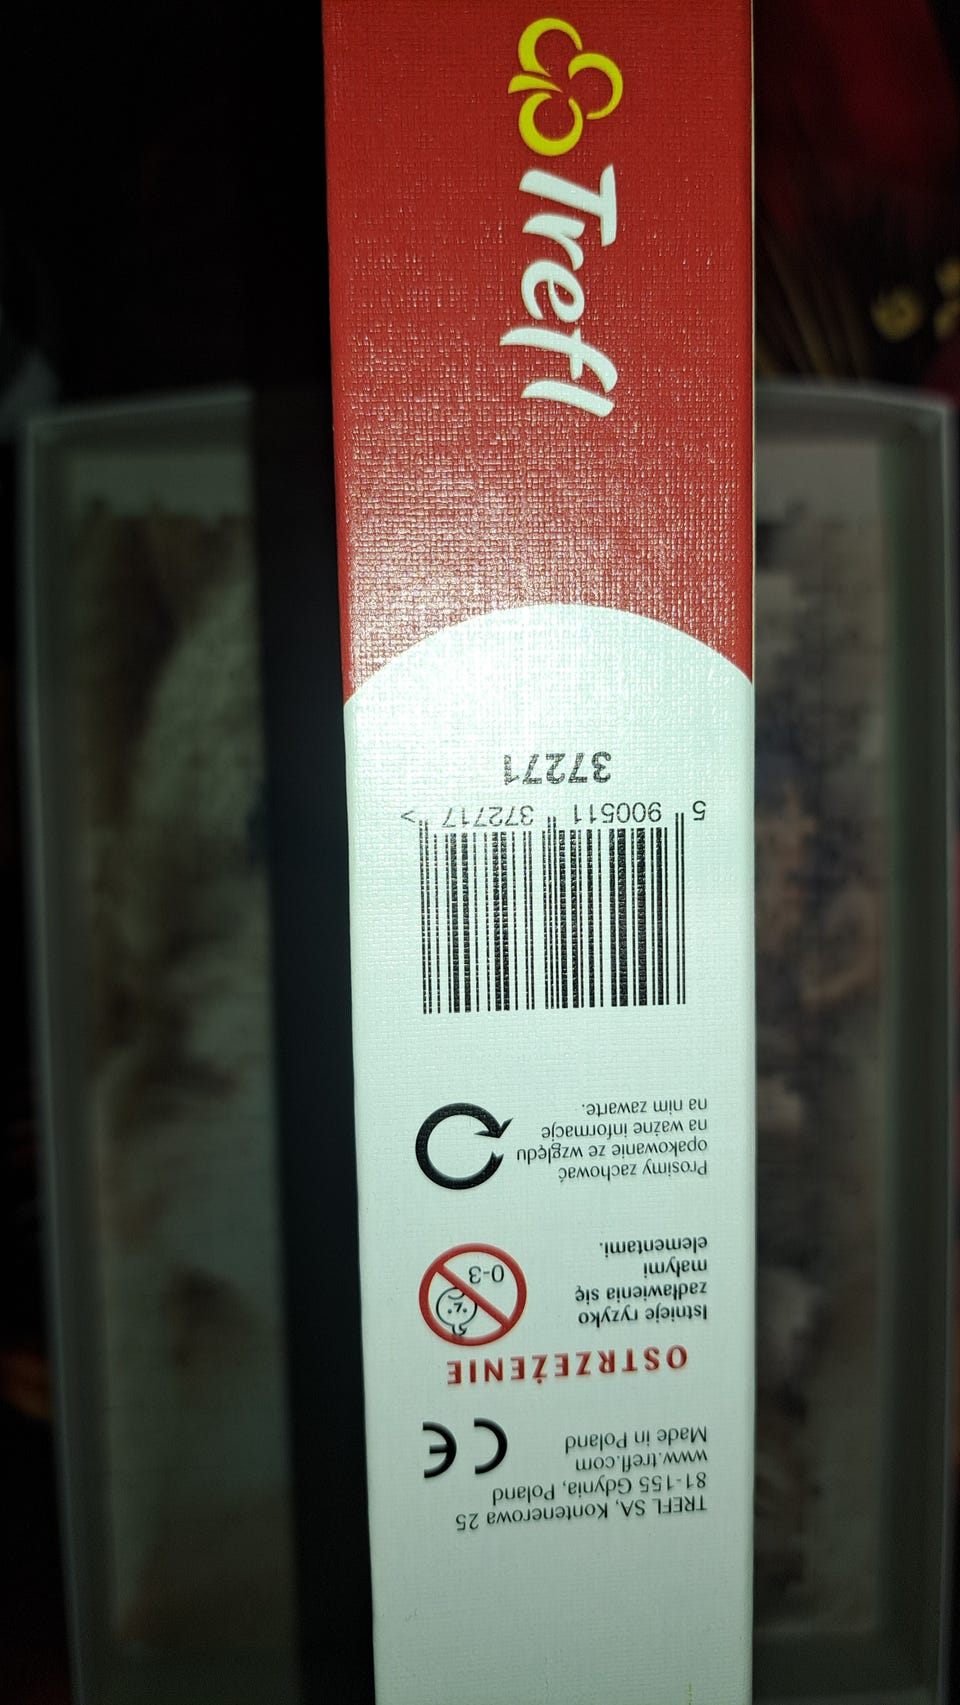 Trefl
TREFL SA, Kontenerowa 25
81-155 Gdynia, Poland
www.trefl.com
Made in Poland
CE
OSTRZEŻENIE
Istnieje ryzyko
zadławienia się
małymi
elementami.
0-3
Prosimy zachować
opakowanie ze względu
na ważne informacje
na nim zawarte.
5 900511 372717 >
37271